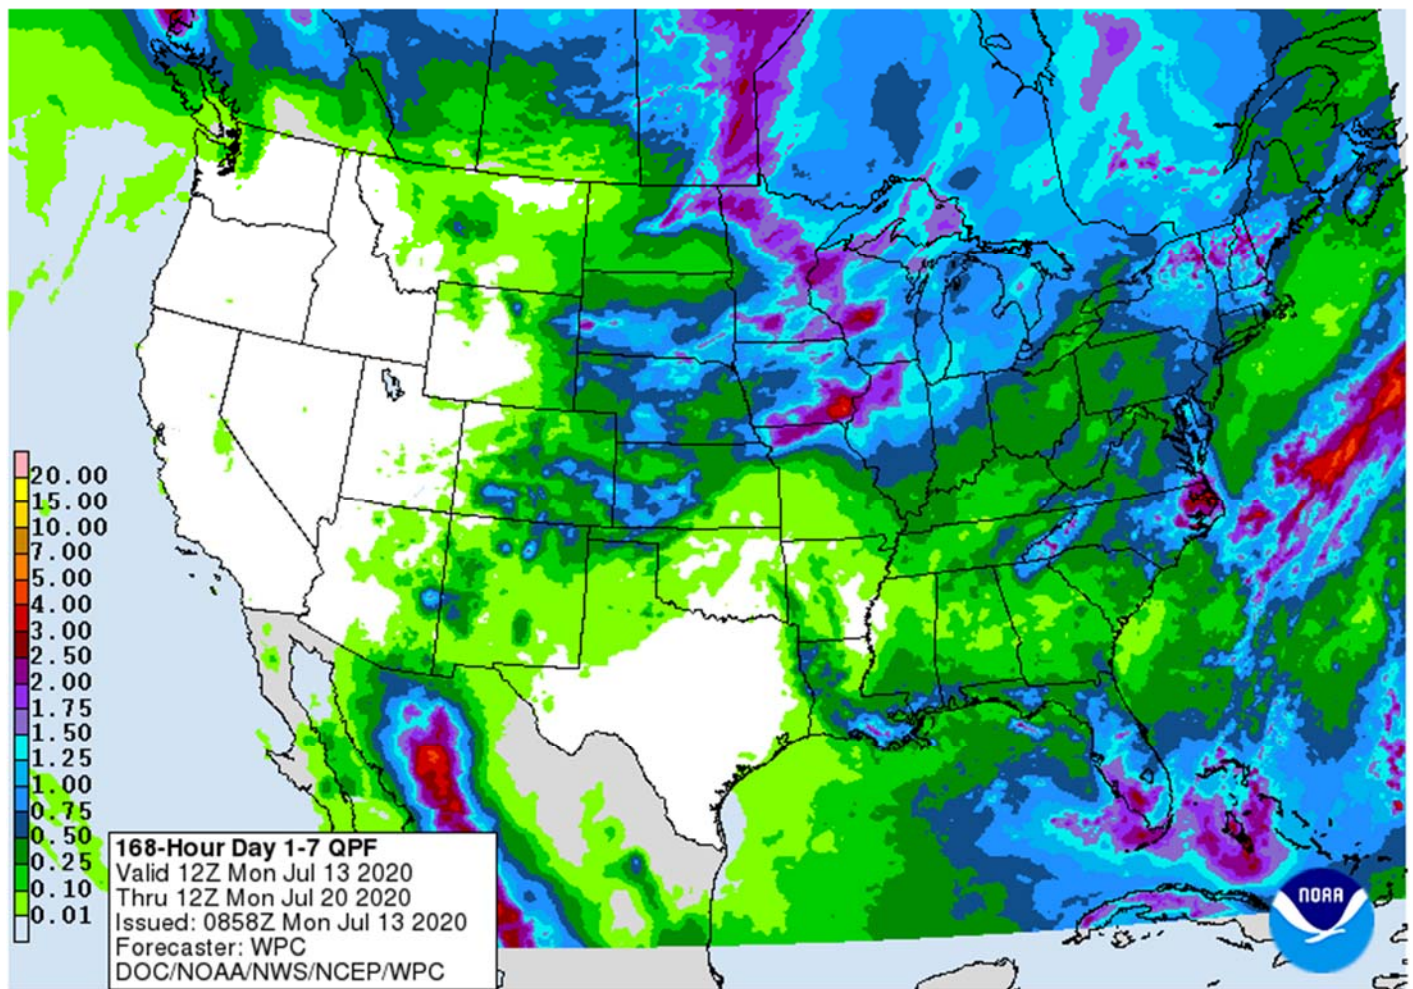 20.00
15.00
10.00
7.00
5.00
4.00
3.00
2.50
2.00
1.75
1.50
1.25
1.00
0.75
0.50
0.25
0.10
0.01
168-Hour Day 1-7 QPF
Valid 12Z Mon Jul 13 2020
Thru 12Z Mon Jul 20 2020
Issued: 0858Z Mon Jul 13 2020
Forecaster: WPC
DOC/NOAA/NWS/NCEP/WPC
NOAA